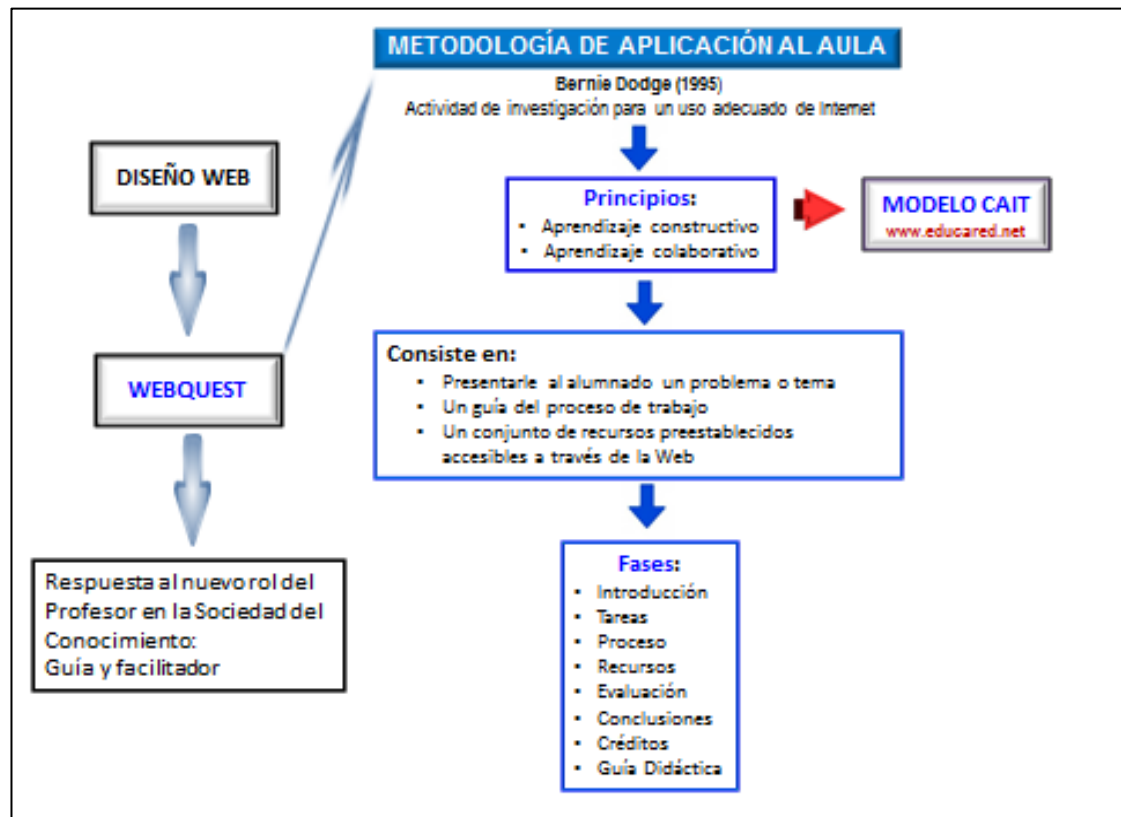 METODOLOGÍA DE APLICACIÓN AL AULA
Bernie Dodge (1995)
Actividad de investigación para un uso adecuado de Internet
DISEÑO WEB
WEBQUEST
Respuesta al nuevo rol del
Profesor en la Sociedad del
Conocimiento:
Guía y facilitador
Principios:
▪ Aprendizaje constructivo
▪ Aprendizaje colaborativo
MODELO CAIT
www.educared.net
Consiste en:
▪ Presentarle al alumnado un problema o tema
▪ Un guía del proceso de trabajo
▪ Un conjunto de recursos preestablecidos
accesibles a través de la Web
Fases:
▪ Introducción
▪ Tareas
▪ Proceso
▪ Recursos
▪ Evaluación
▪ Conclusiones
▪ Créditos
▪ Guía Didáctica